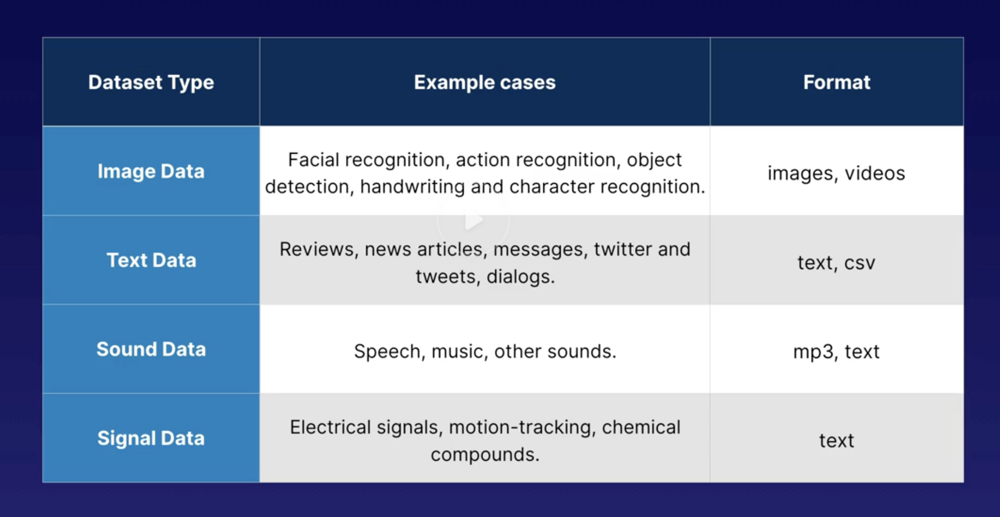 Dataset Type
Example cases
Format
Image Data
Facial recognition, action recognition, object
detection, handwriting and character recognition.
images, videos
Text Data
Reviews, news articles, messages, twitter and
tweets, dialogs.
text, csv
Sound Data
Speech, music, other sounds.
mp3, text
Signal Data
Electrical signals, motion-tracking, chemical
compounds.
text